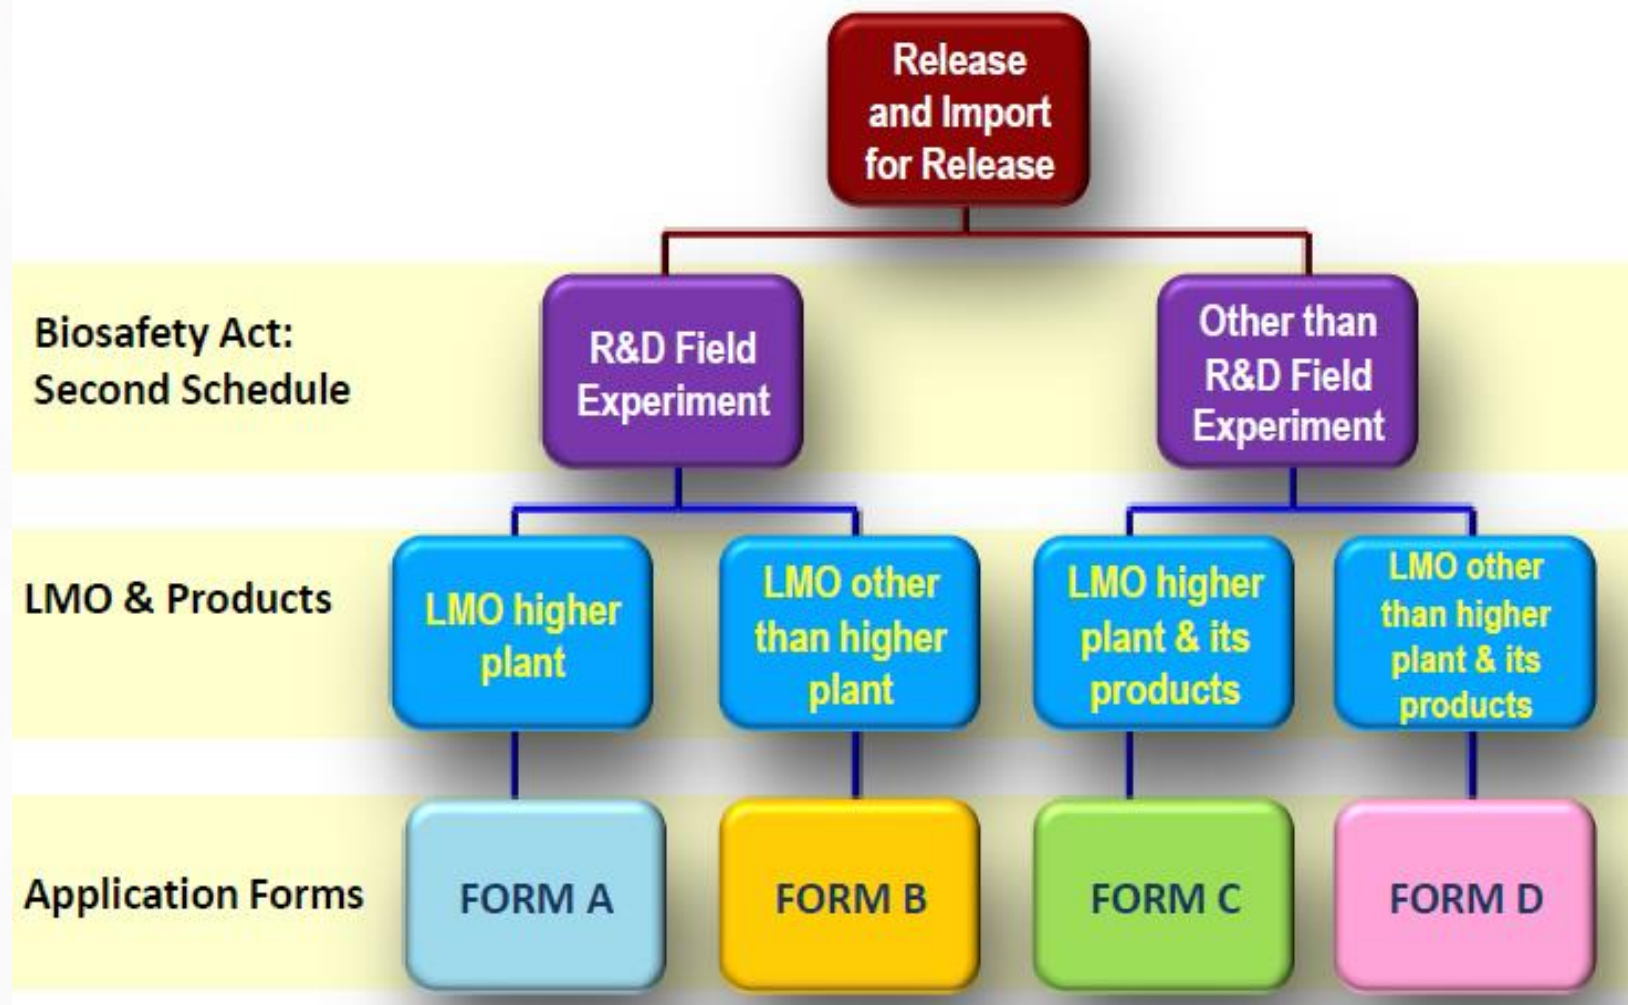 Release
and Import
for Release
Biosafety Act:
Second Schedule
R&D Field
Experiment
Other than
R&D Field
Experiment
LMO & Products
LMO higher
plant
LMO other
than higher
plant
LMO higher
plant & its
products
LMO other
than higher
plant & its
products
Application Forms
FORM A
FORM B
FORM C
FORM D